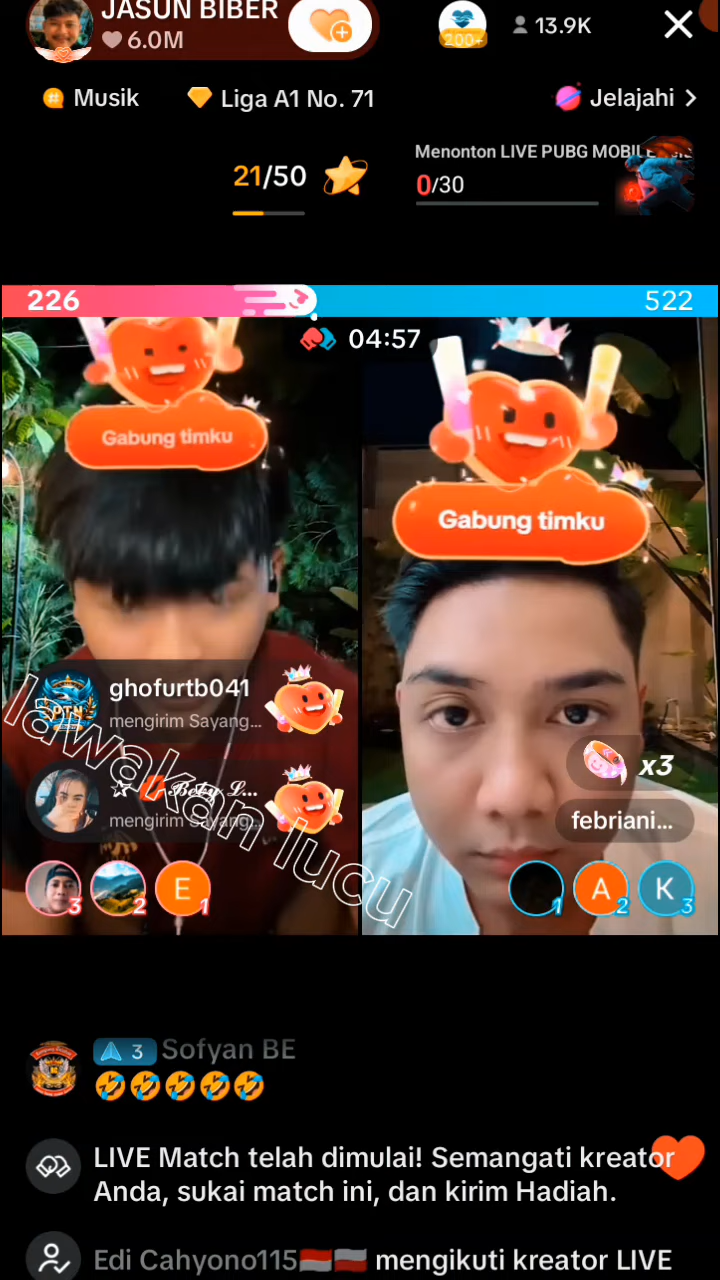 JASUN BIBER
6.0M
200+
13.9K
Musik
Liga A1 No. 71
Jelajahi
21/50
Menonton LIVE PUBG MOBILE
0/30
226
522
04:57
Gabung timku
Gabung timku
ghofurtb041
mengirim Sayang...
Betsy L...
mengirim Sayang...
x3
febriani...
lawakan lucu
3
2
E 1
1
A 2
K 3
3 Sofyan BE
🤣🤣🤣🤣🤣
LIVE Match telah dimulai! Semangati kreator
Anda, sukai match ini, dan kirim Hadiah.
Edi Cahyono115🇮🇩🇮🇩 mengikuti kreator LIVE